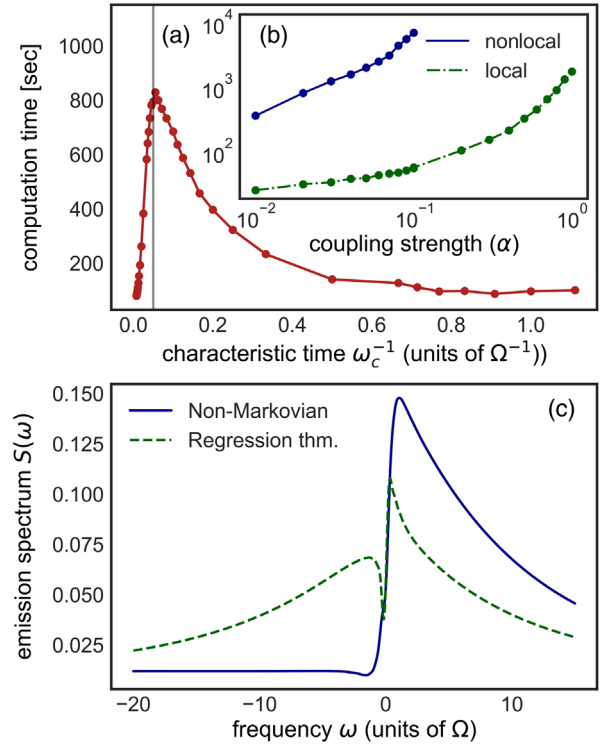 (a)
computation time [sec]
1000
800
600
400
200
0.0 0.2 0.4 0.6 0.8 1.0
characteristic time ω_c^{−1} (units of Ω^{−1}))
(b)
nonlocal
local
10^4
10^3
10^2
10^{−2} 10^{−1} 10^0
coupling strength (α)
(c)
Non-Markovian
Regression thm.
emission spectrum S(ω)
0.150
0.125
0.100
0.075
0.050
0.025
−20 −10 0 10
frequency ω (units of Ω)